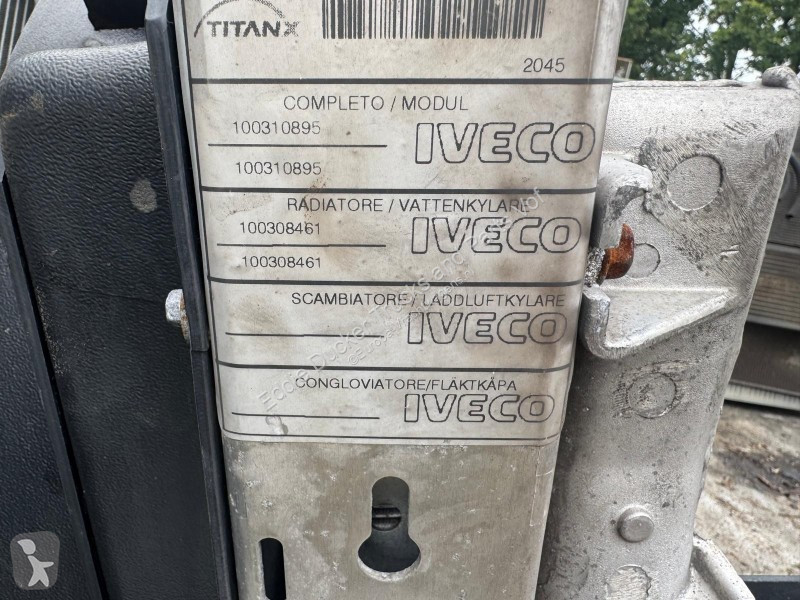 TITANX
2045
COMPLETO / MODUL
100310895
IVECO
100310895
RADIATORE / VATTENKYLARE
100308461
IVECO
100308461
SCAMBIATORE / LADDLUFTKYLARE
IVECO
CONGLOVIATORE/FLÄKTKÅPA
IVECO